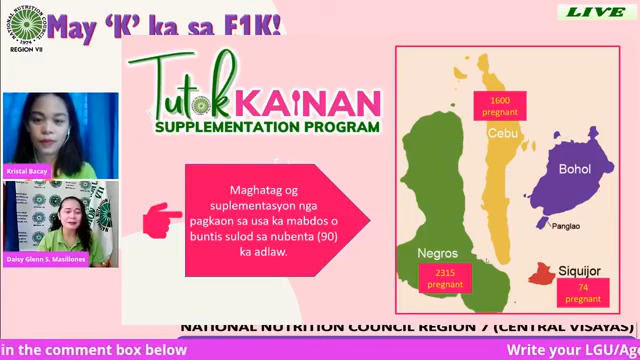 NATIONAL NUTRITION COUNCIL
1974
REGION VII
May ‘K’ ka sa F1K!
LIVE
Tutok KAINAN
SUPPLEMENTATION PROGRAM
Kristal Bacay
Daisy Glenn S. Masillones
Maghatag og
suplementasyon nga
pagkaon sa usa ka mabdos o
buntis sulod sa nubenta (90)
ka adlaw.
1600
pregnant
Cebu
Bohol
Panglao
Negros
2315
pregnant
Siquijor
74
pregnant
NATIONAL NUTRITION COUNCIL REGION 7 (CENTRAL VISAYAS)
in the comment box below
Write your LGU/Age